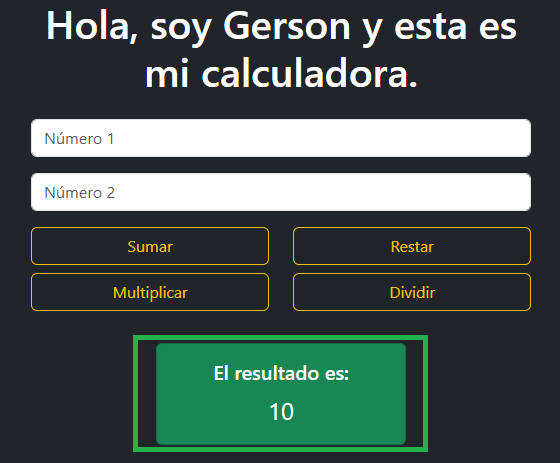 Hola, soy Gerson y esta es
mi calculadora.
Número 1
Número 2
Sumar
Restar
Multiplicar
Dividir
El resultado es:
10